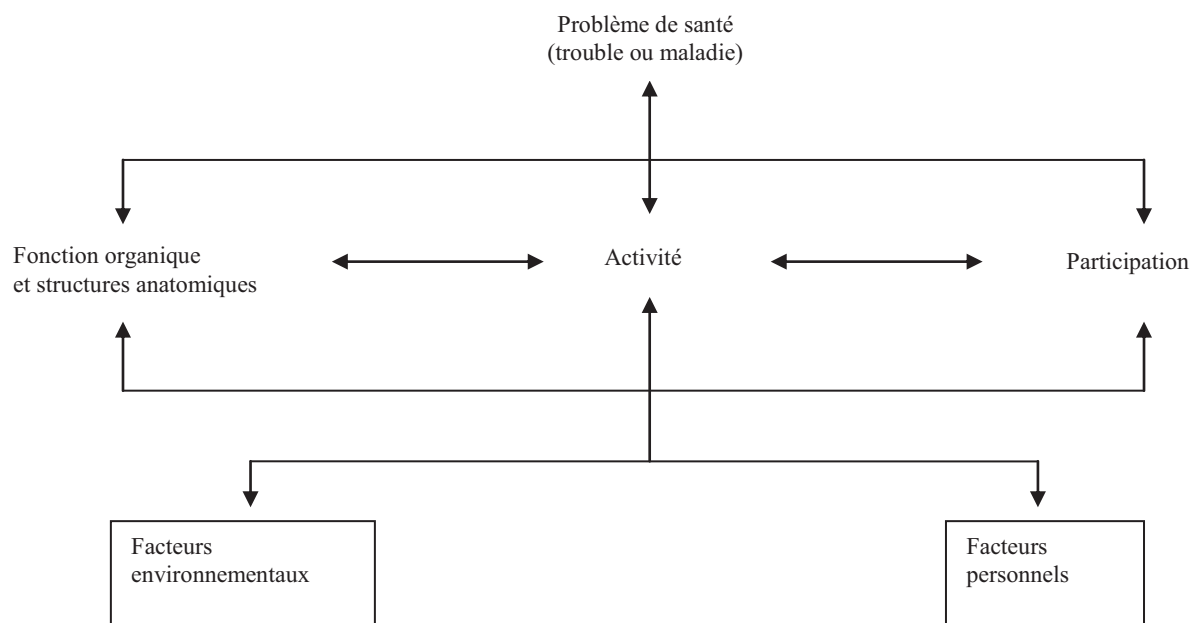 Problème de santé
(trouble ou maladie)
Fonction organique
et structures anatomiques
Activité
Participation
Facteurs
environnementaux
Facteurs
personnels